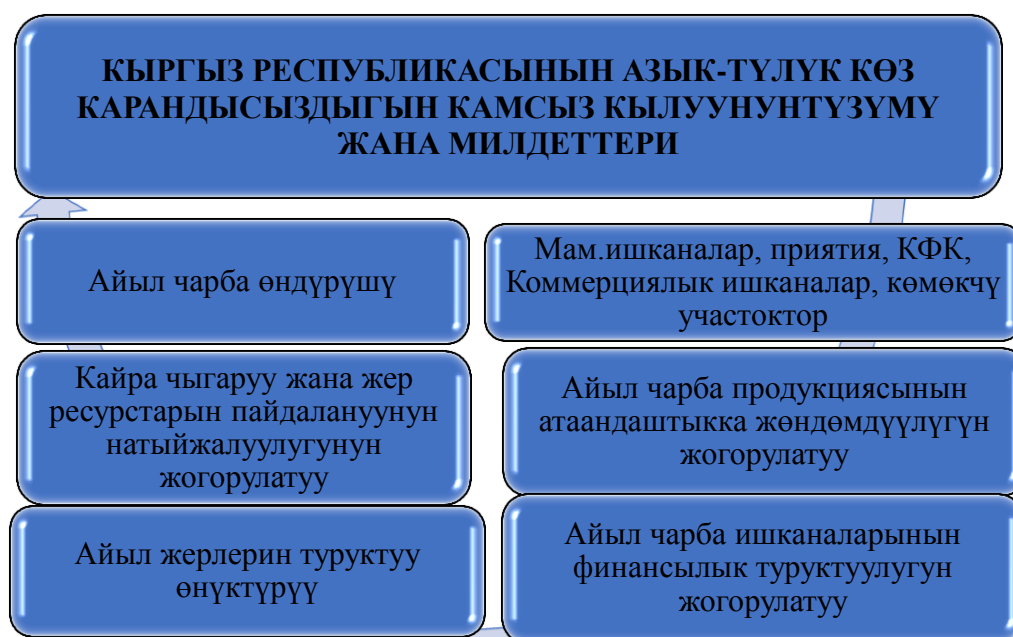 КЫРГЫЗ РЕСПУБЛИКАСЫНЫН АЗЫК-ТҮЛҮК КӨЗ
КАРАНДЫСЫЗДЫГЫН КАМСЫЗ КЫЛУУНУНТҮЗҮМҮ
ЖАНА МИЛДЕТТЕРИ
Айыл чарба өндүрүшү
Мам.ишканалар, приятия, КФК,
Коммерциялык ишканалар, көмөкчү
участоктор
Кайра чыгаруу жана жер
ресурстарын пайдалануунун
натыйжалуулугунун
жогорулатуу
Айыл чарба продукциясынын
атаандаштыкка жөндөмдүүлүгүн
жогорулатуу
Айыл жерлерин туруктуу
өнүктүрүү
Айыл чарба ишканаларынын
финансылык туруктуулугун
жогорулатуу